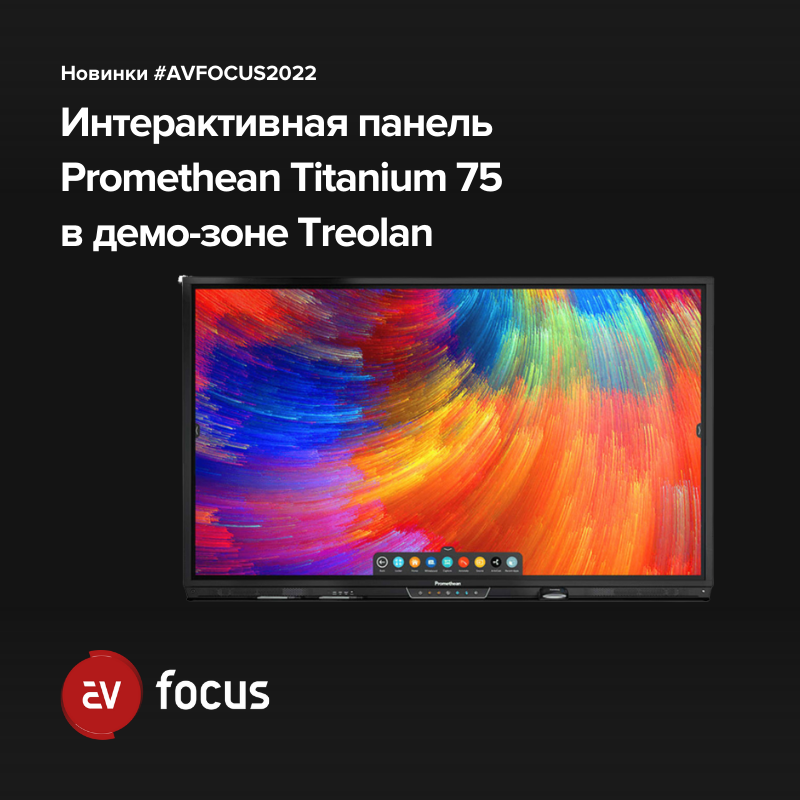 Новинки #AVFOCUS2022
Интерактивная панель
Promethean Titanium 75
в демо-зоне Treolan
Promethean
AV focus